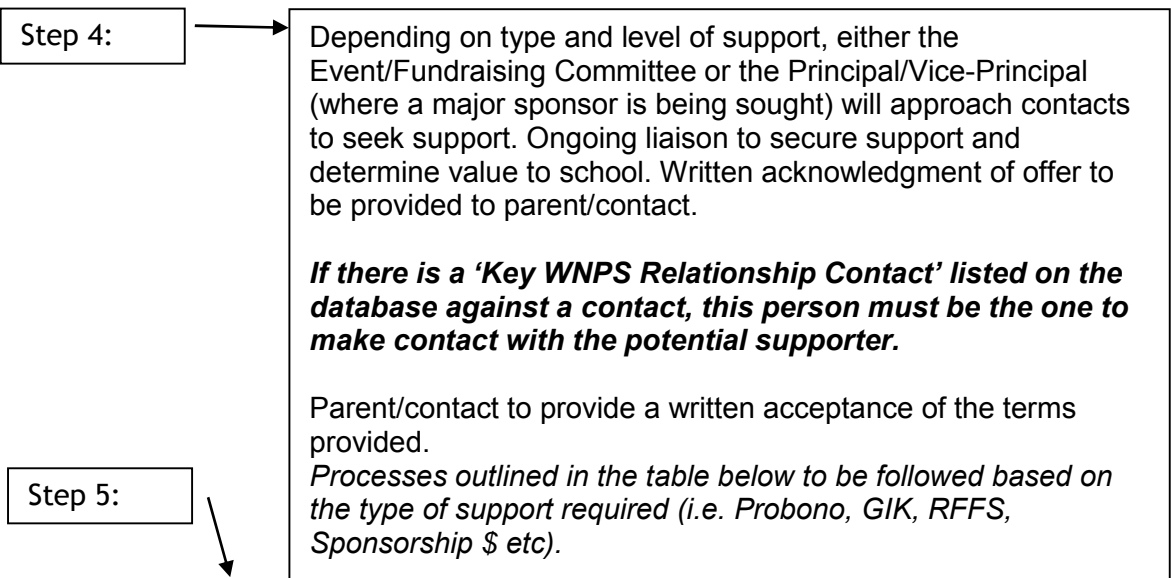 Step 4:
Depending on type and level of support, either the
Event/Fundraising Committee or the Principal/Vice-Principal
(where a major sponsor is being sought) will approach contacts
to seek support. Ongoing liaison to secure support and
determine value to school. Written acknowledgment of offer to
be provided to parent/contact.
If there is a ‘Key WNPS Relationship Contact’ listed on the
database against a contact, this person must be the one to
make contact with the potential supporter.
Parent/contact to provide a written acceptance of the terms
provided.
Processes outlined in the table below to be followed based on
the type of support required (i.e. Probono, GIK, RFFS,
Sponsorship $ etc).
Step 5: